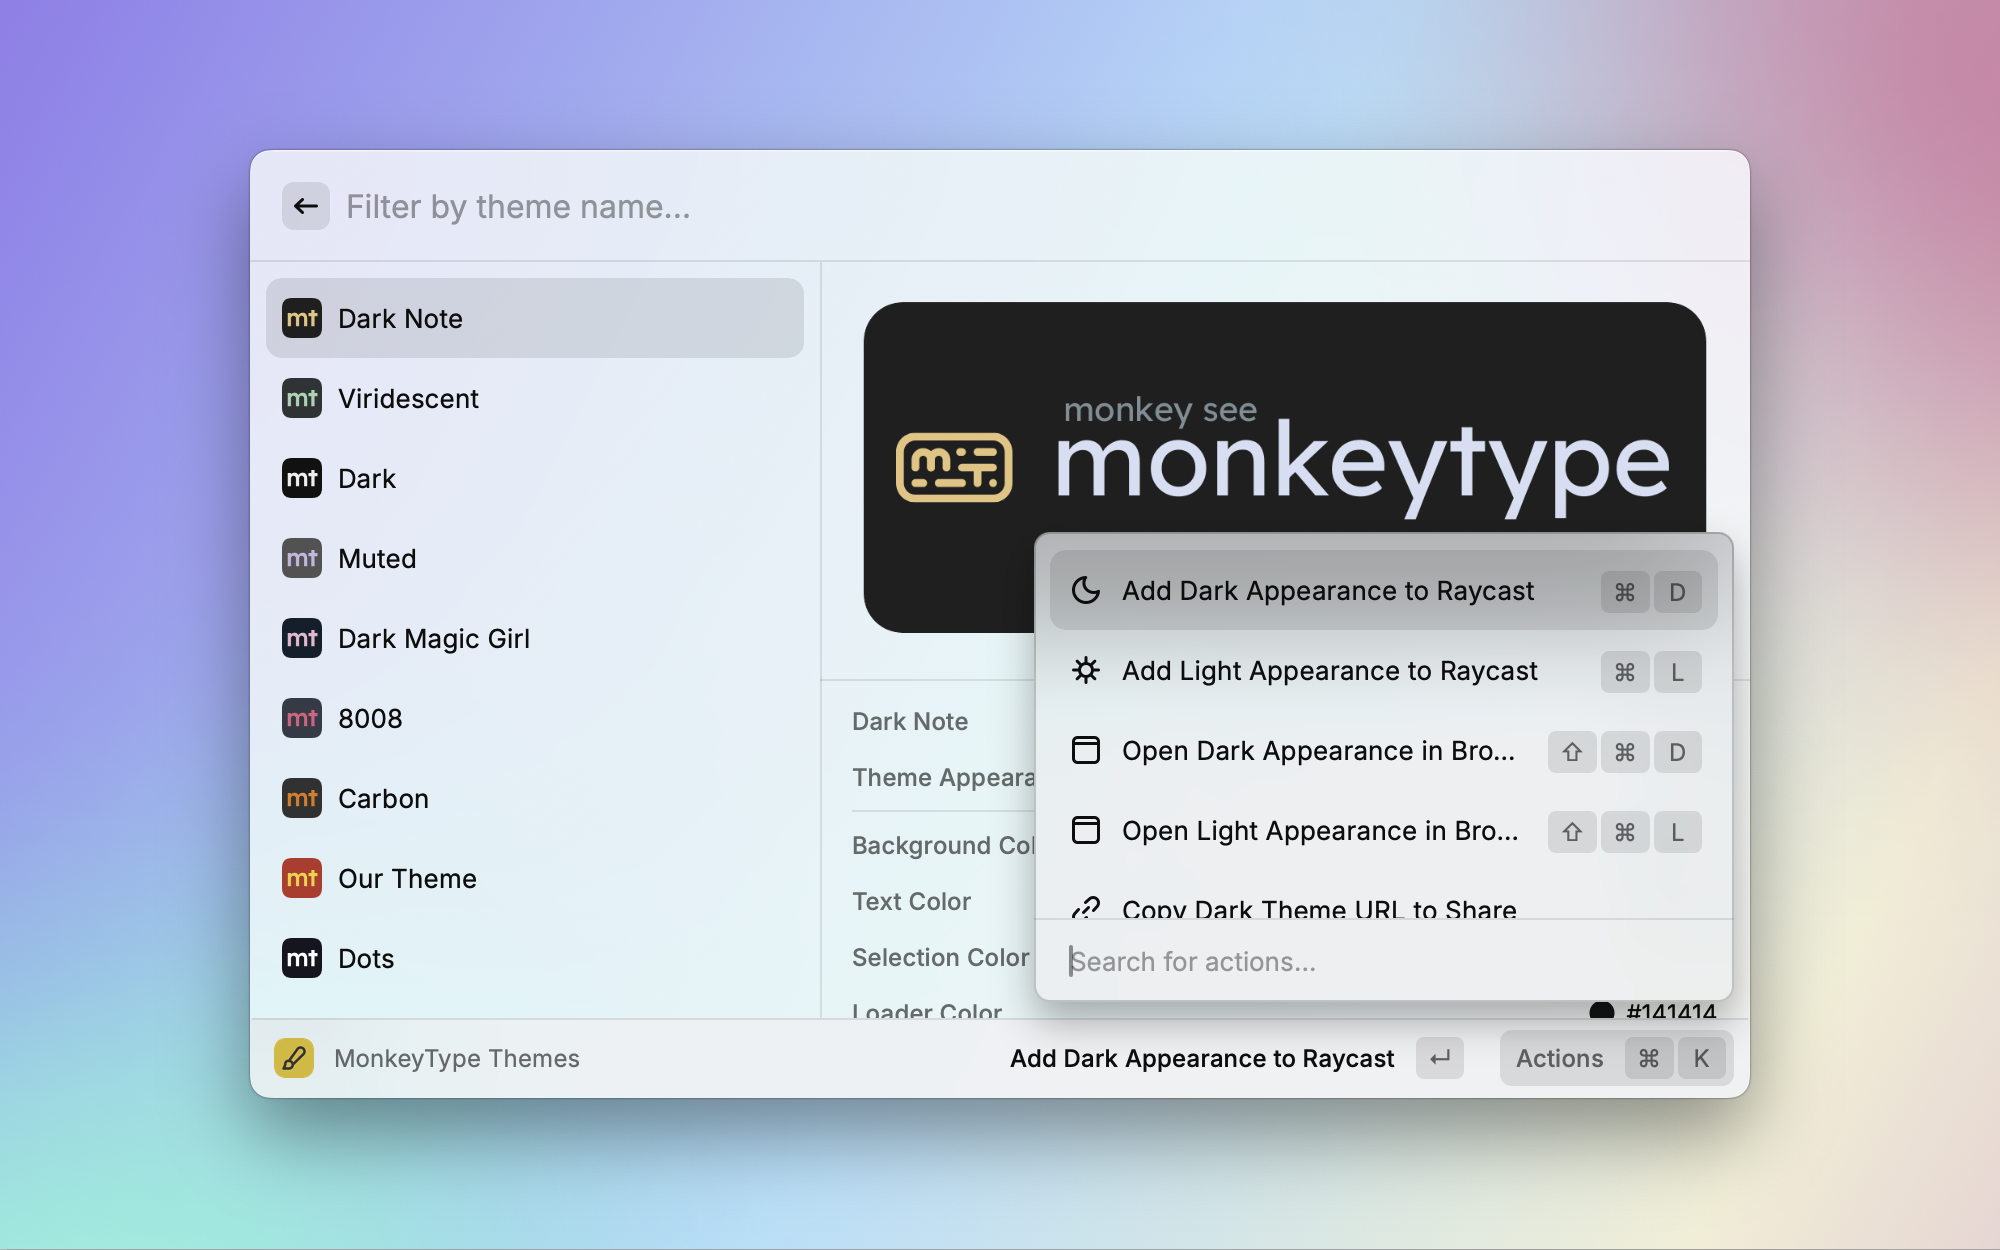 Filter by theme name...
mt Dark Note
mt Viridescent
mt Dark
mt Muted
mt Dark Magic Girl
mt 8008
mt Carbon
mt Our Theme
mt Dots
monkey see
monkeytype
Dark Note
Theme Appeara
Background Col
Text Color
Selection Color
Loader Color
#141414
Add Dark Appearance to Raycast ⌘ D
Add Light Appearance to Raycast ⌘ L
Open Dark Appearance in Bro... ⇧ ⌘ D
Open Light Appearance in Bro... ⇧ ⌘ L
Copy Dark Theme URL to Share
Search for actions...
MonkeyType Themes
Add Dark Appearance to Raycast ↵
Actions ⌘ K